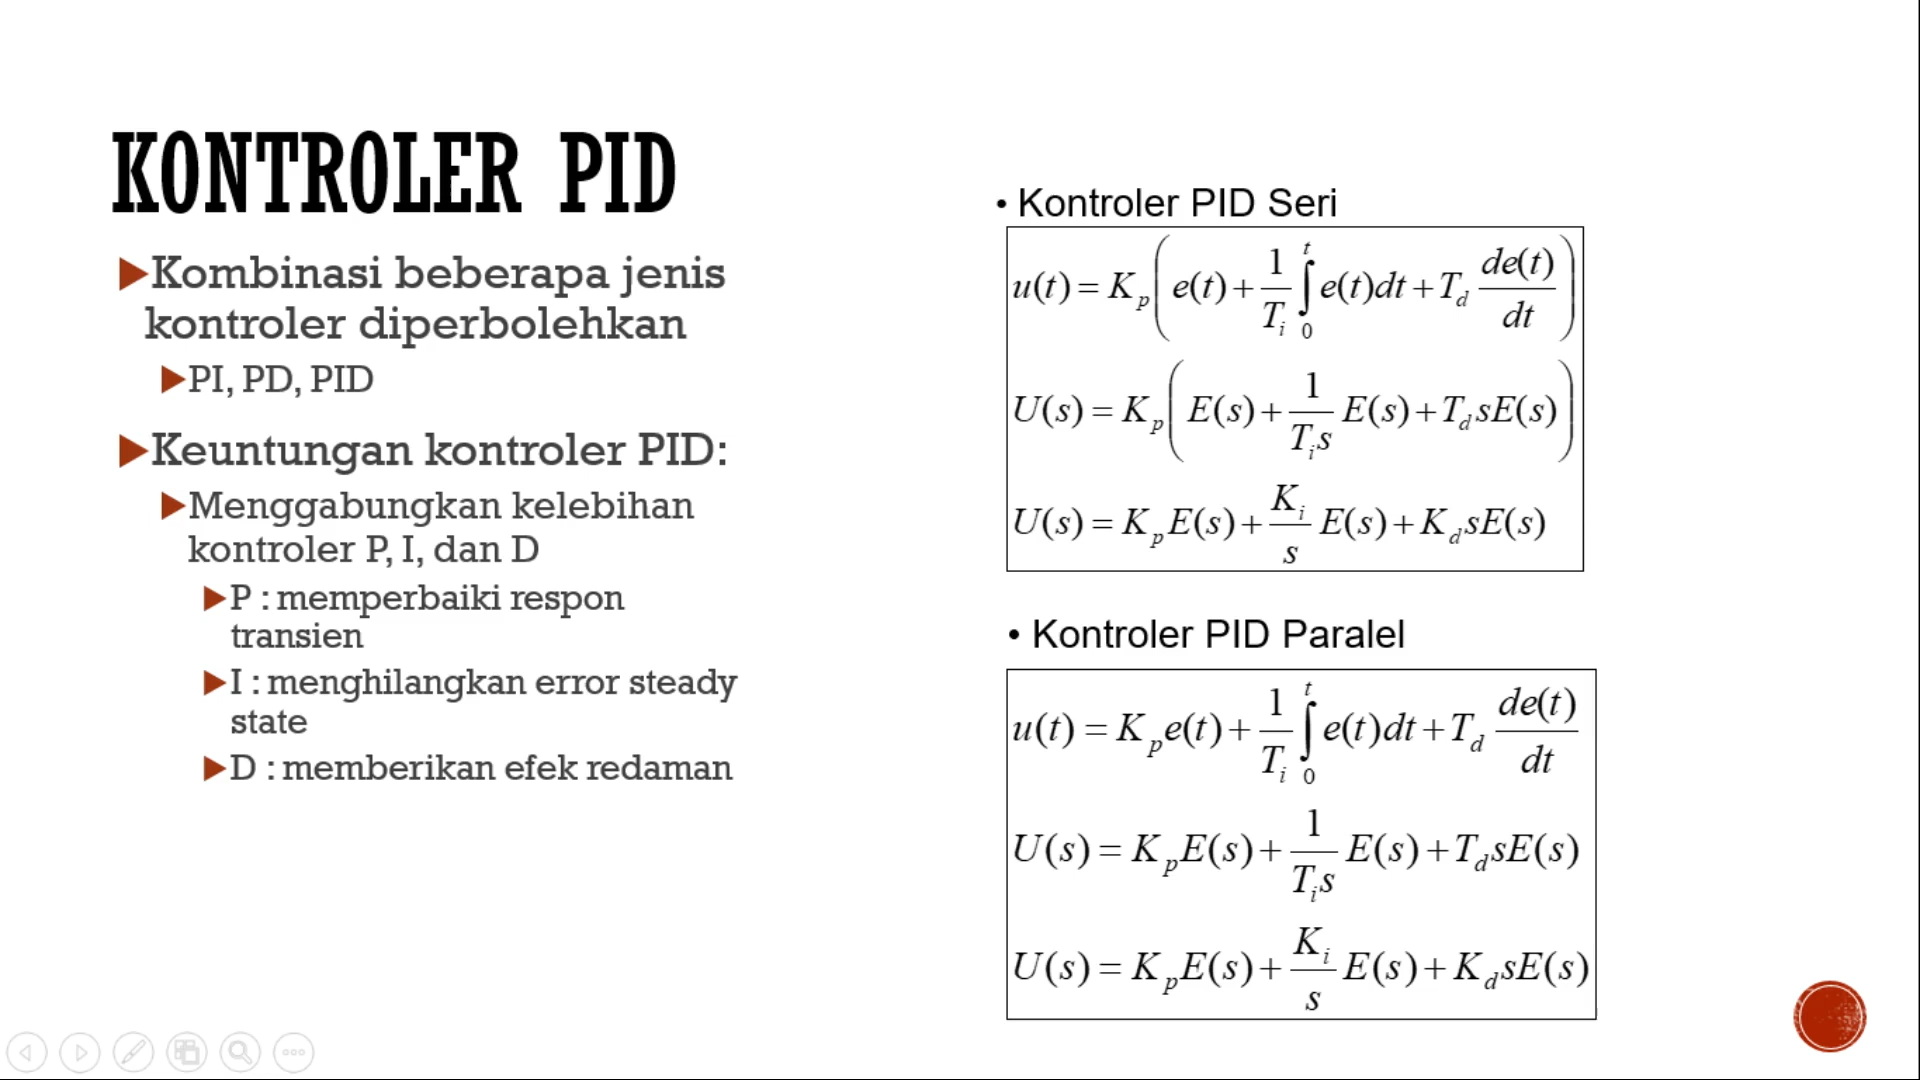 KONTROLER PID
Kombinasi beberapa jenis
kontroler diperbolehkan
PI, PD, PID
Keuntungan kontroler PID:
Menggabungkan kelebihan
kontroler P, I, dan D
P : memperbaiki respon
transien
I : menghilangkan error steady
state
D : memberikan efek redaman
• Kontroler PID Seri
u(t) = K_p ( e(t) + 1/T_i ∫_0^t e(t)dt + T_d de(t)/dt )
U(s) = K_p ( E(s) + 1/(T_i s) E(s) + T_d sE(s) )
U(s) = K_p E(s) + K_i/s E(s) + K_d sE(s)
• Kontroler PID Paralel
u(t) = K_p e(t) + 1/T_i ∫_0^t e(t)dt + T_d de(t)/dt
U(s) = K_p E(s) + 1/(T_i s) E(s) + T_d sE(s)
U(s) = K_p E(s) + K_i/s E(s) + K_d sE(s)